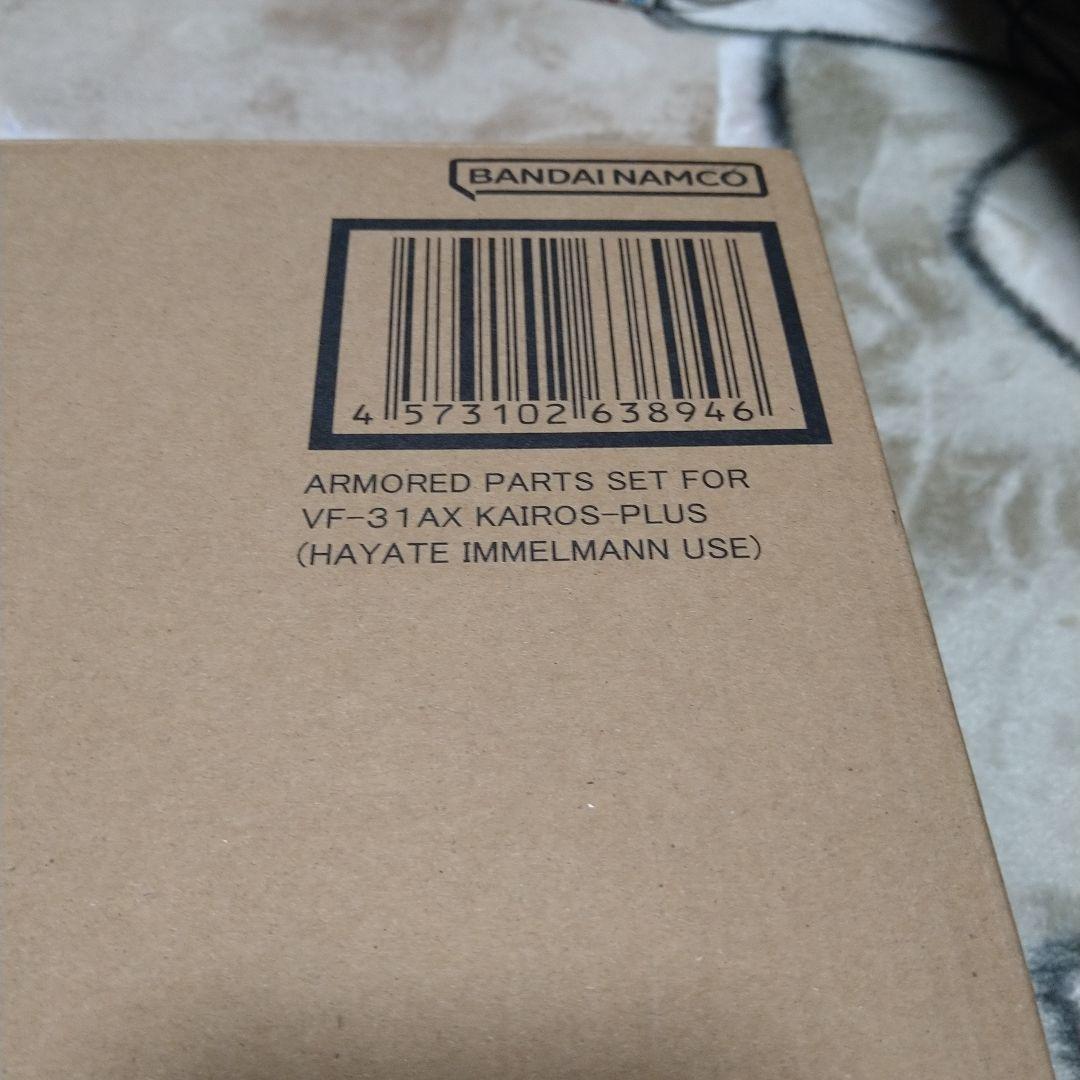 BANDAI NAMCO
4 573102 638946
ARMORED PARTS SET FOR
VF-31AX KAIROS-PLUS
(HAYATE IMMELMANN USE)